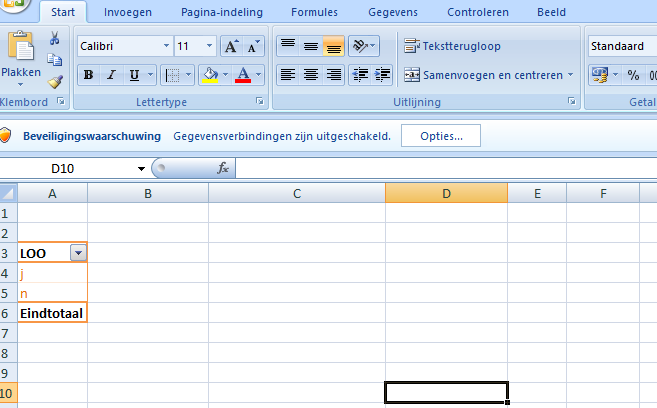 Start Invoegen Pagina-indeling Formules Gegevens Controleren Beeld
Calibri 11 A A Tekstterugloop Standaard
Plakken B I U A Samenvoegen en centreren % 000
Klembord Lettertype Uitlijning Getal
Beveiligingswaarschuwing Gegevensverbindingen zijn uitgeschakeld. Opties...
D10 fx
A B C D E F
1
2
3 LOO
4 j
5 n
6 Eindtotaal
7
8
9
10